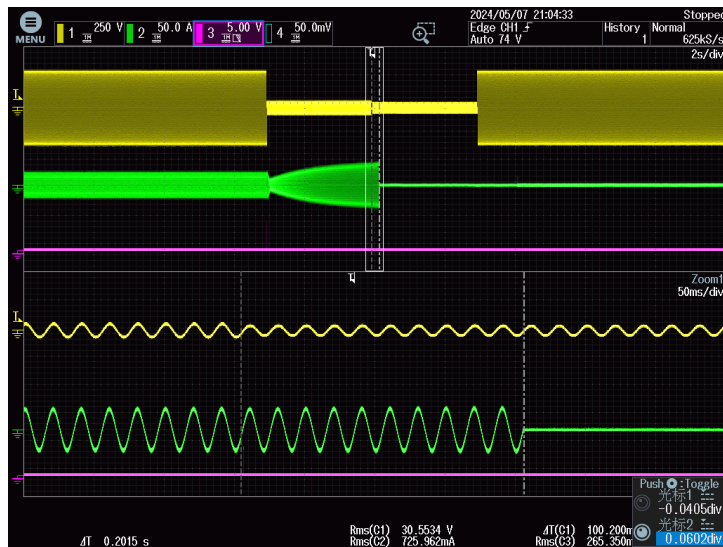 2024/05/07 21:04:33
Stopped
MENU
1 250 V
2 50.0 A
3 5.00 V
4 50.0mV
Edge CH1
Auto 74 V
History
1
Normal
625kS/s
2s/div
Zoom1
50ms/div
Push :Toggle
光标1
-0.0405div
光标2
0.0602div
ΔT 0.2015 s
Rms(C1) 30.5534 V
Rms(C2) 725.962mA
ΔT(C1) 100.200m
Rms(C3) 265.350m